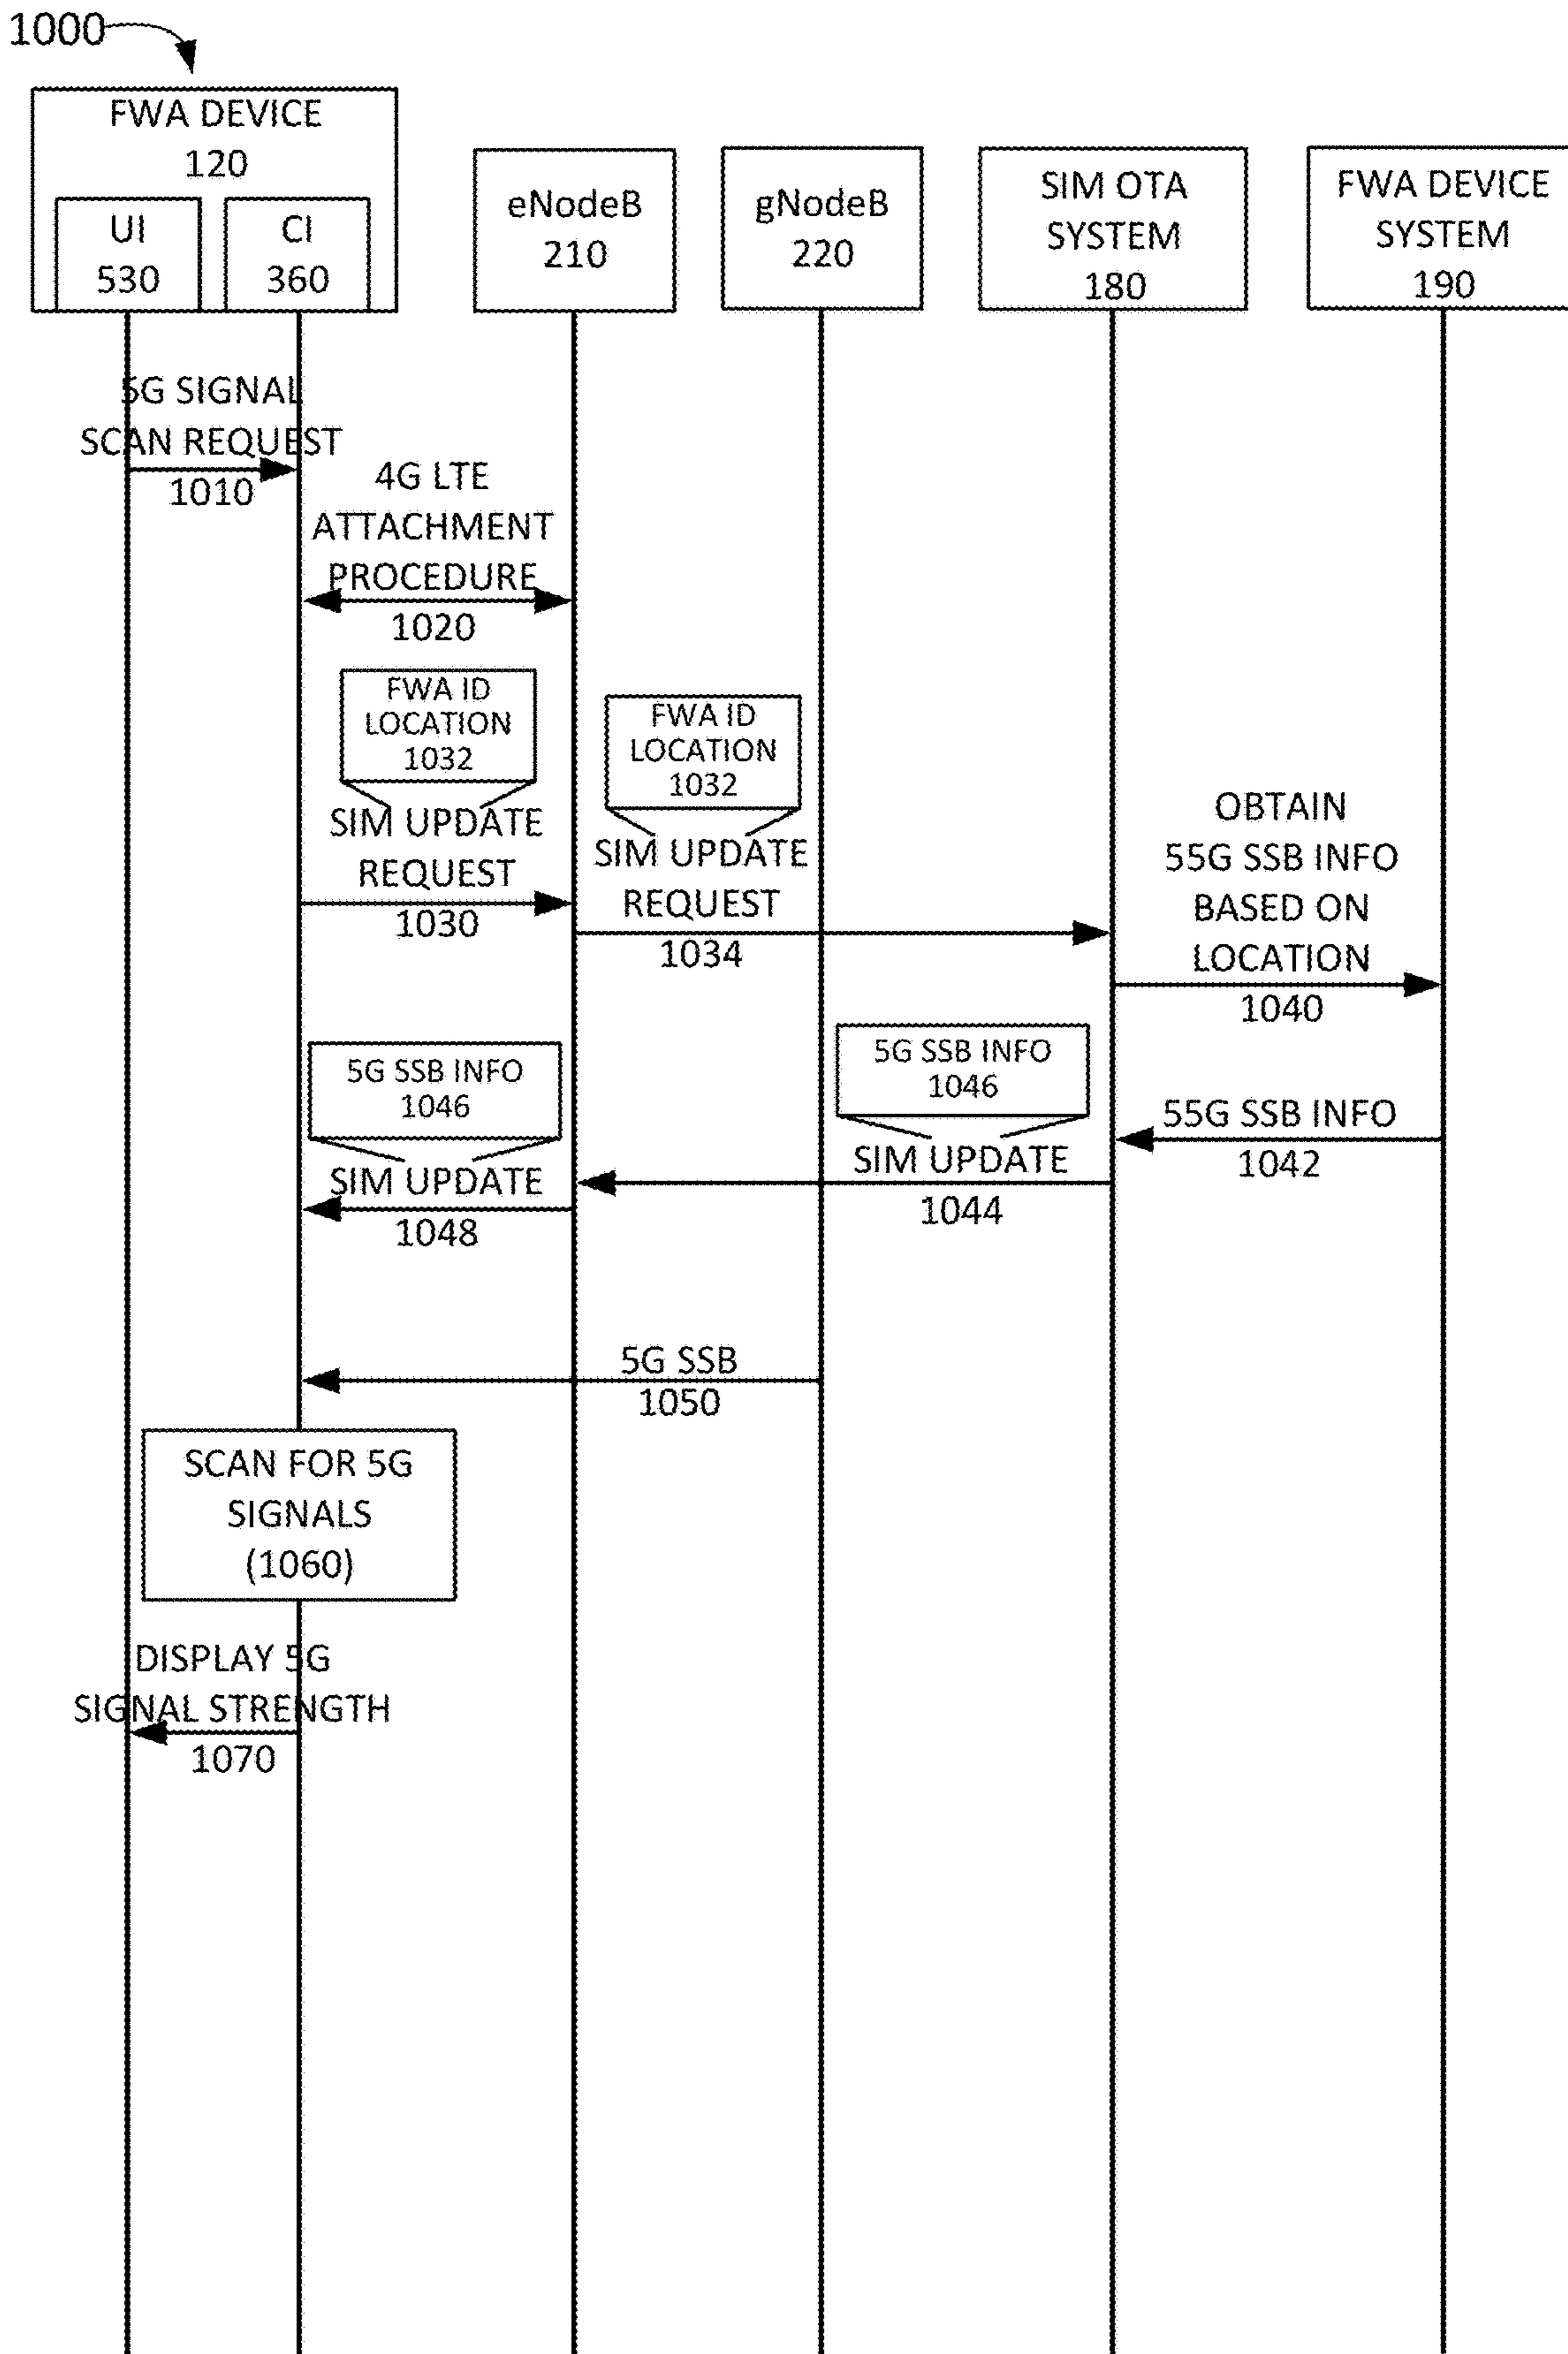 1000
FWA DEVICE
120
UI
530
CI
360
eNodeB
210
gNodeB
220
SIM OTA
SYSTEM
180
FWA DEVICE
SYSTEM
190
5G SIGNAL
SCAN REQUEST
1010
4G LTE
ATTACHMENT
PROCEDURE
1020
FWA ID
LOCATION
1032
SIM UPDATE
REQUEST
1030
FWA ID
LOCATION
1032
SIM UPDATE
REQUEST
1034
OBTAIN
55G SSB INFO
BASED ON
LOCATION
1040
55G SSB INFO
1042
5G SSB INFO
1046
SIM UPDATE
1044
5G SSB INFO
1046
SIM UPDATE
1048
5G SSB
1050
SCAN FOR 5G
SIGNALS
(1060)
DISPLAY 5G
SIGNAL STRENGTH
1070